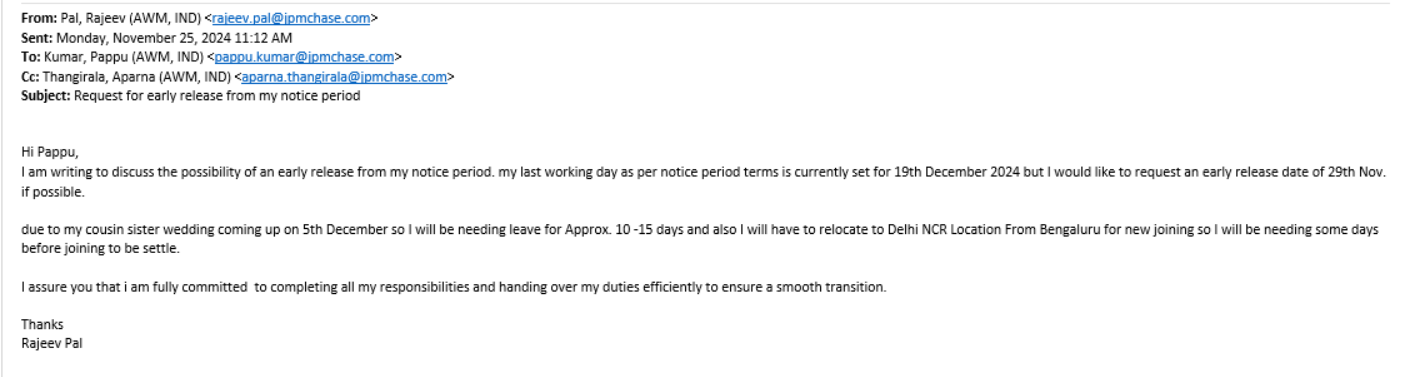 From: Pal, Rajeev (AWM, IND) <rajeev.pal@jpmchase.com>
Sent: Monday, November 25, 2024 11:12 AM
To: Kumar, Pappu (AWM, IND) <pappu.kumar@jpmchase.com>
Cc: Thangirala, Aparna (AWM, IND) <aparna.thangirala@jpmchase.com>
Subject: Request for early release from my notice period
Hi Pappu,
I am writing to discuss the possibility of an early release from my notice period. my last working day as per notice period terms is currently set for 19th December 2024 but I would like to request an early release date of 29th Nov.
if possible.
due to my cousin sister wedding coming up on 5th December so I will be needing leave for Approx. 10 -15 days and also I will have to relocate to Delhi NCR Location From Bengaluru for new joining so I will be needing some days
before joining to be settle.
I assure you that i am fully committed  to completing all my responsibilities and handing over my duties efficiently to ensure a smooth transition.
Thanks
Rajeev Pal